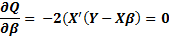 ∂Q/∂β = −2(X′(Y − Xβ) = 0